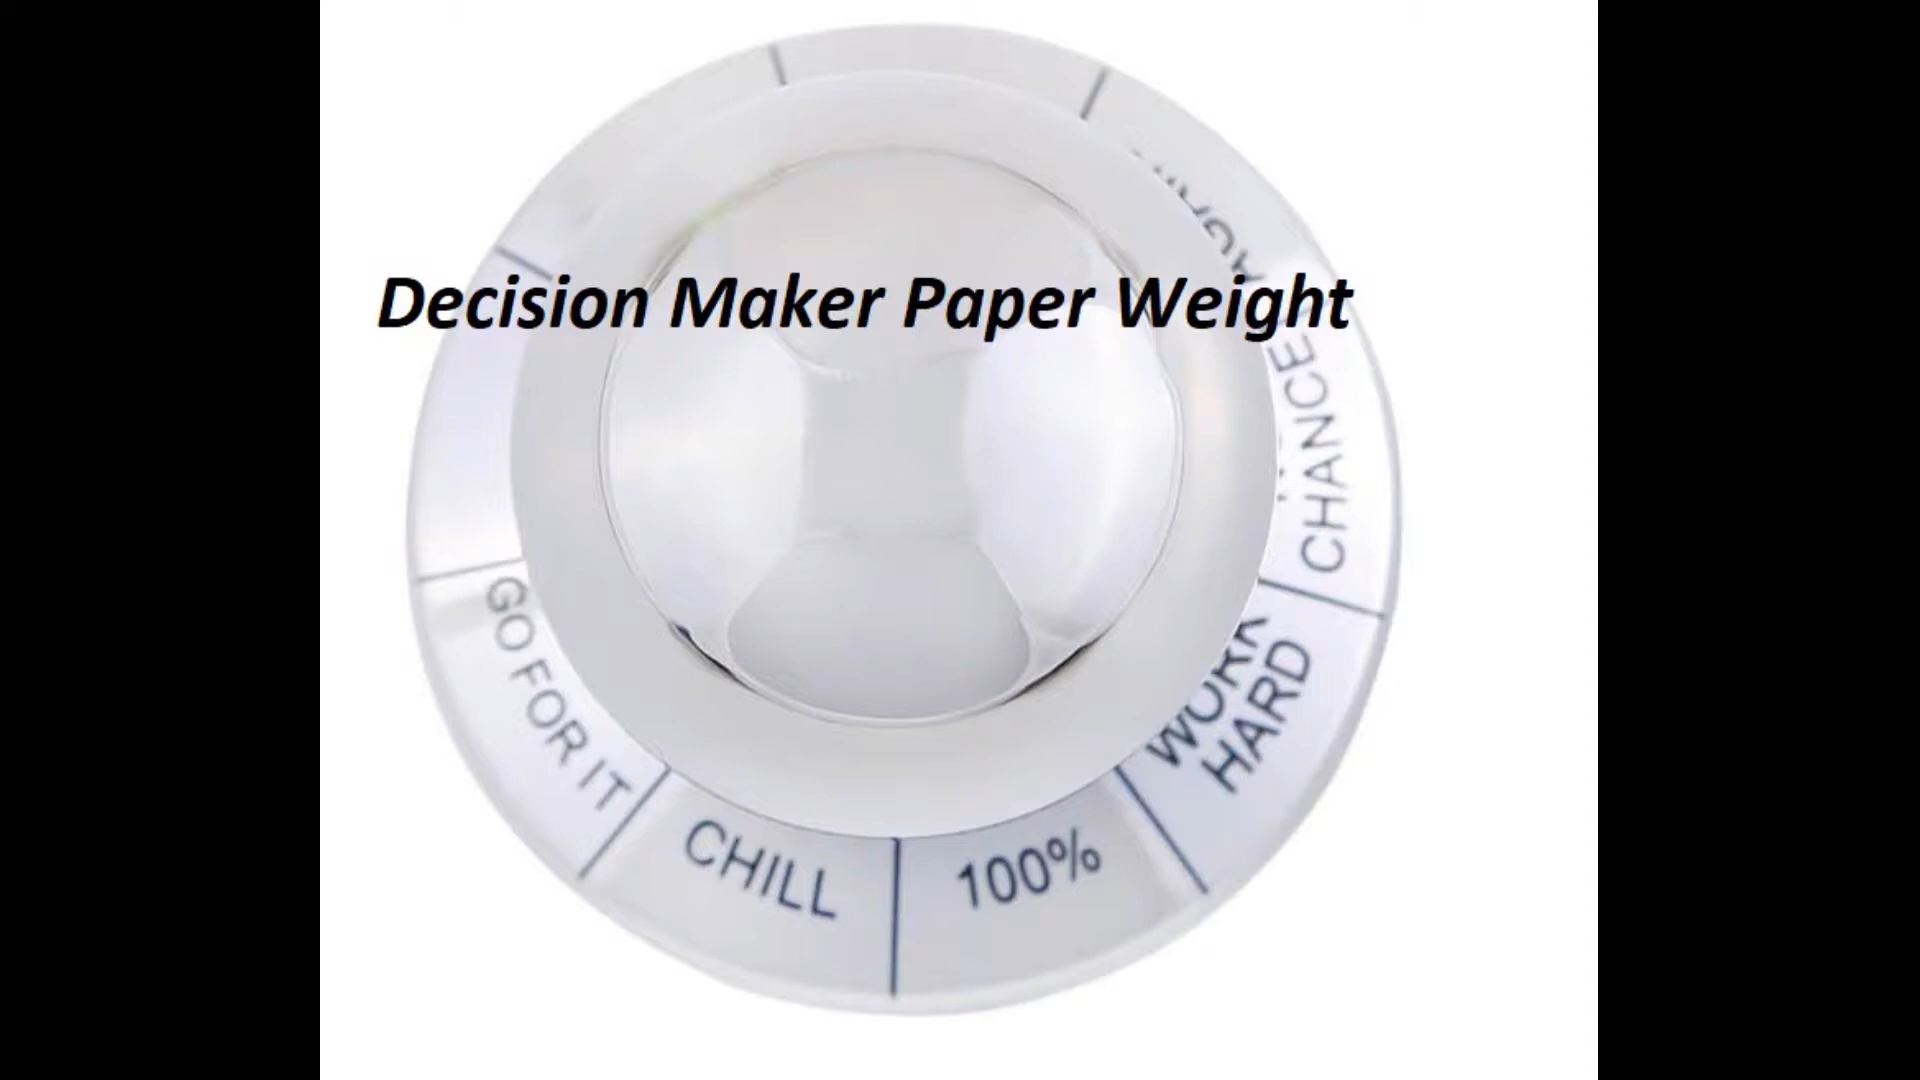 Decision Maker Paper Weight
GO FOR IT
CHILL
100%
WORK
HARD
CHANCE